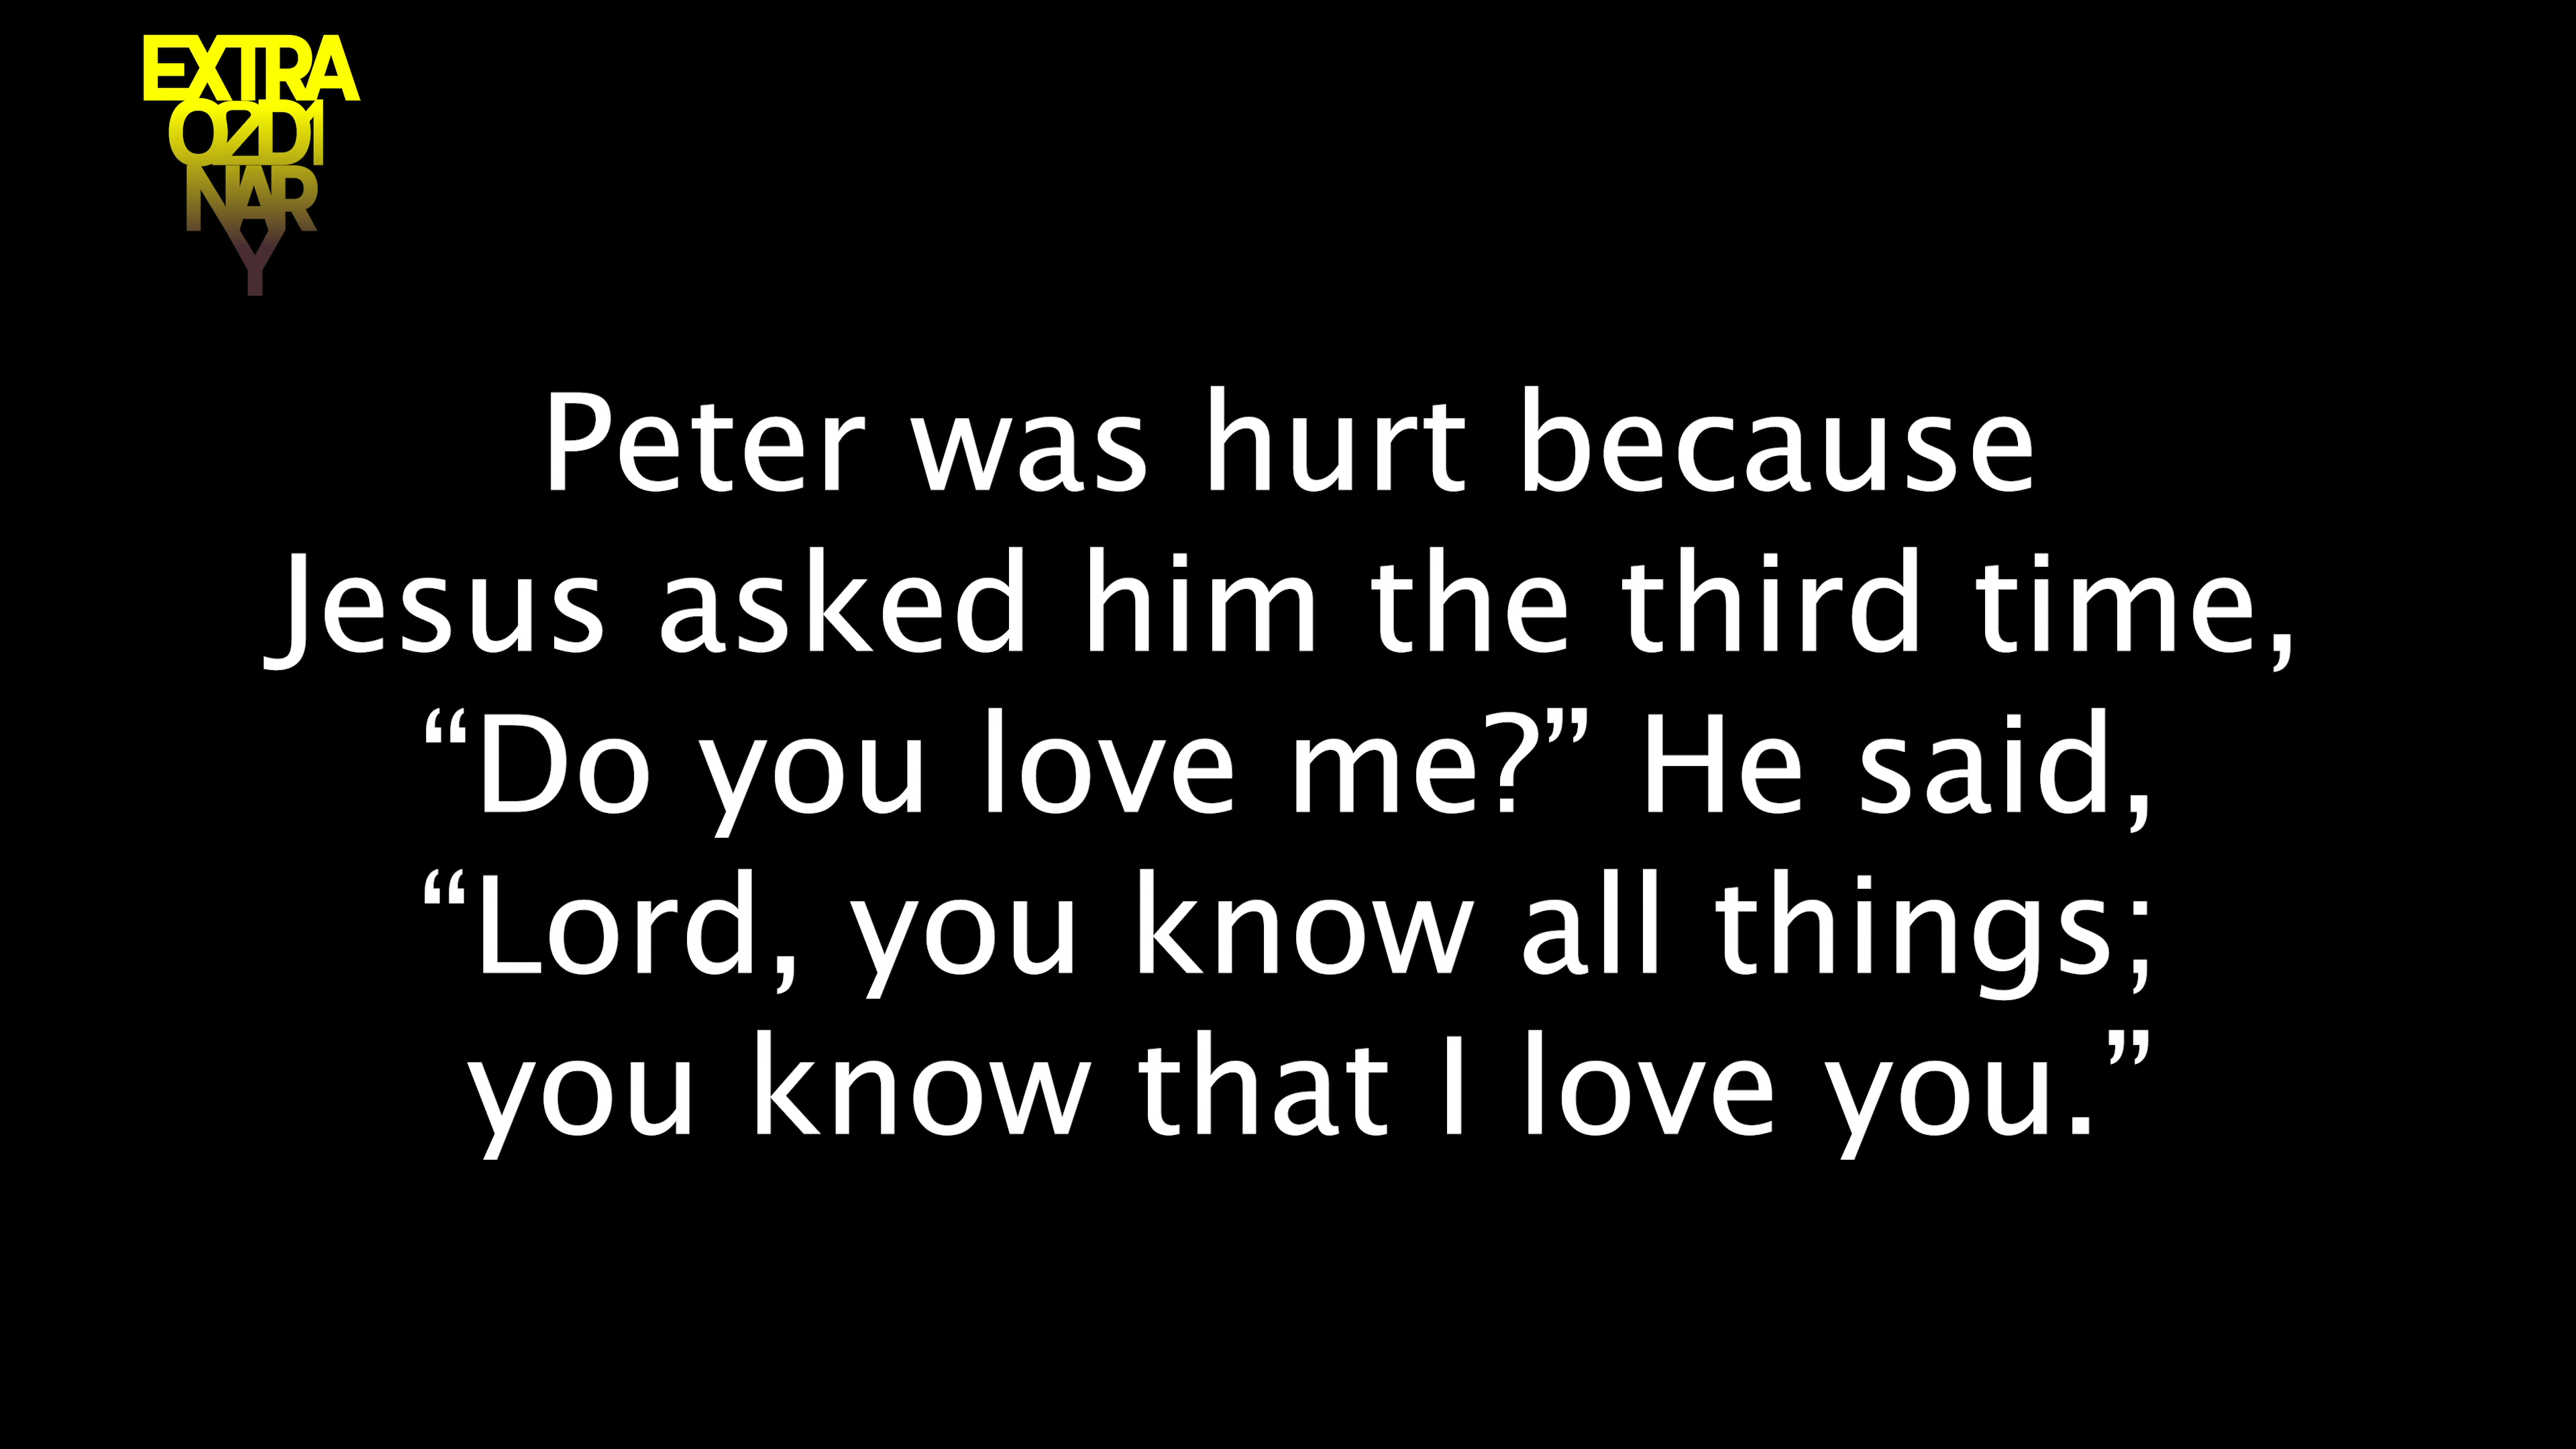 EXTRA
O2D1
NAR
Y
Peter was hurt because
Jesus asked him the third time,
“Do you love me?” He said,
“Lord, you know all things;
you know that I love you.”